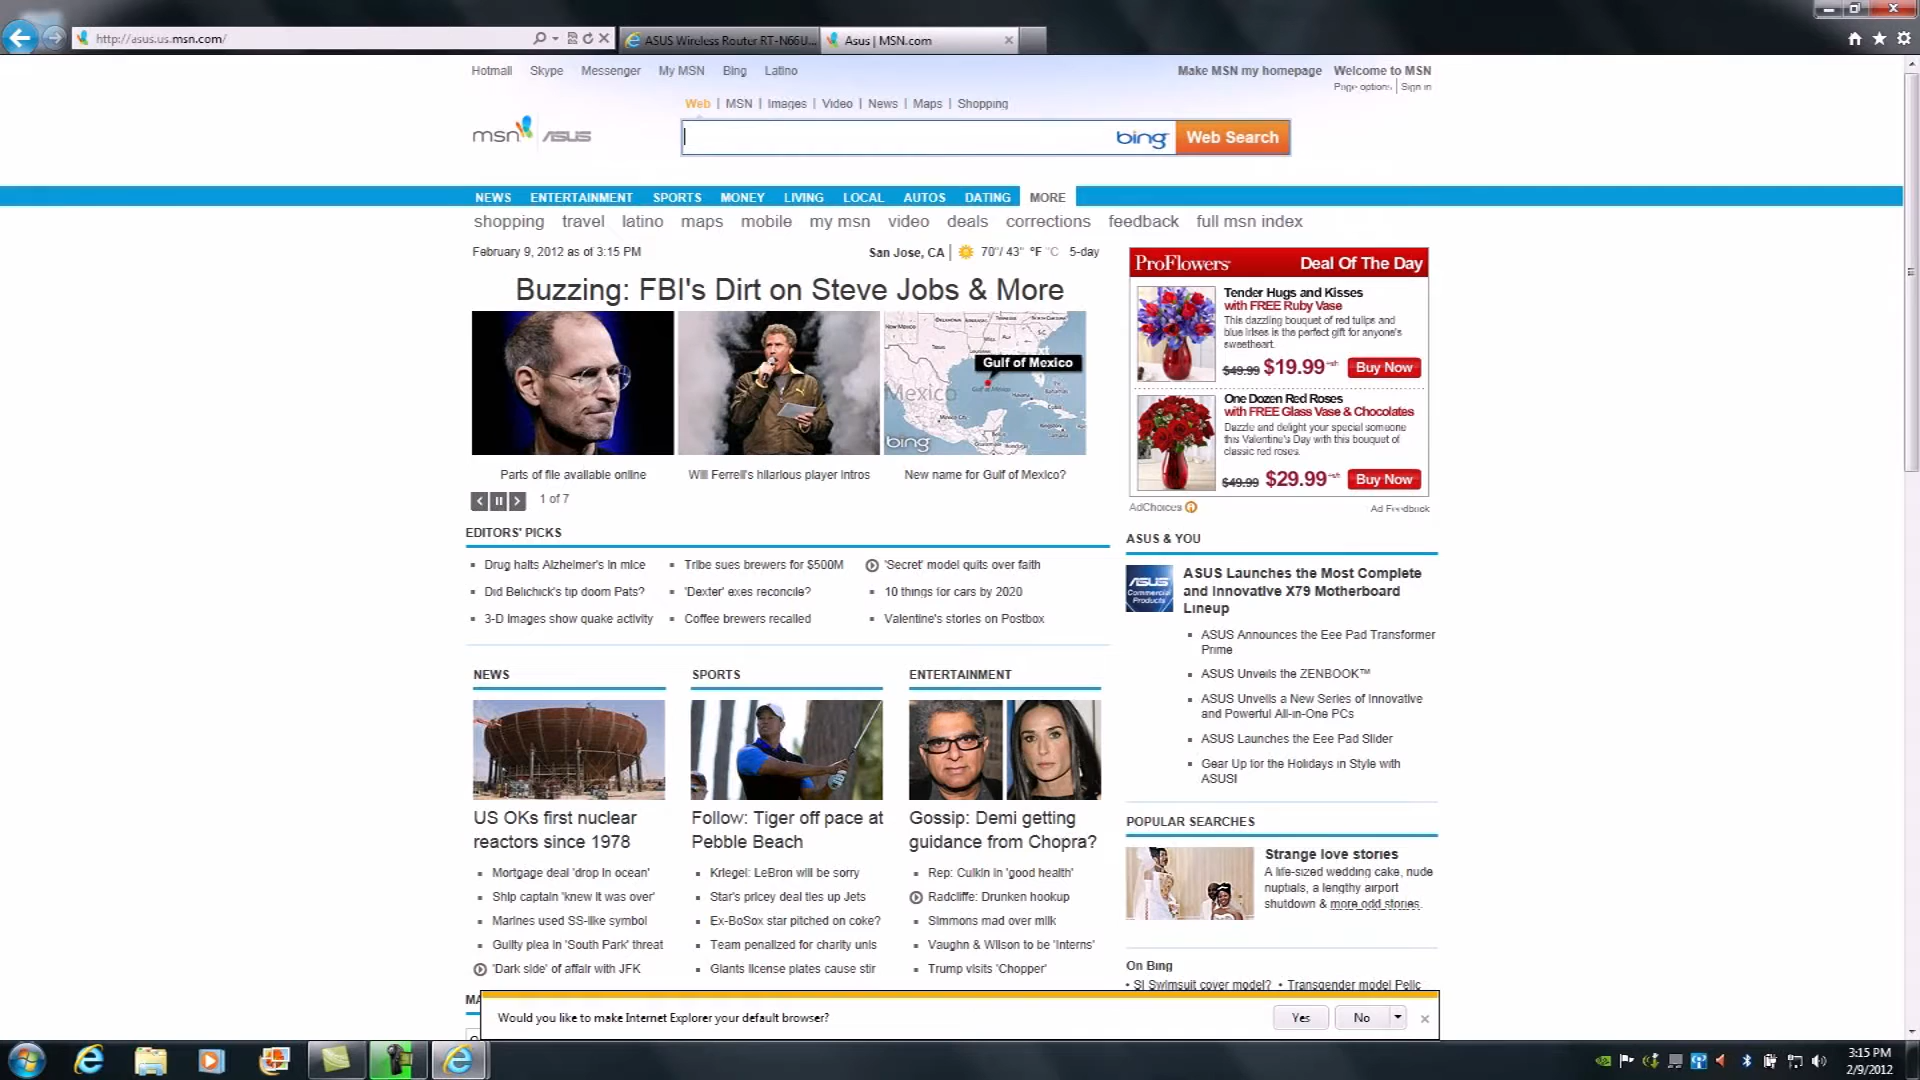 http://asus.us.msn.com/
ASUS Wireless Router RT-N66U...
Asus | MSN.com
Hotmail Skype Messenger My MSN Bing Latino
Make MSN my homepage Welcome to MSN
Page options | Sign in
Web | MSN | Images | Video | News | Maps | Shopping
msn ASUS
bing Web Search
NEWS ENTERTAINMENT SPORTS MONEY LIVING LOCAL AUTOS DATING MORE
shopping travel latino maps mobile my msn video deals corrections feedback full msn index
February 9, 2012 as of 3:15 PM
San Jose, CA | 70°/ 43° °F °C 5-day
Buzzing: FBI's Dirt on Steve Jobs & More
Gulf of Mexico
Mexico
bing
Parts of file available online
Will Ferrell's hilarious player intros
New name for Gulf of Mexico?
1 of 7
ProFlowers Deal Of The Day
Tender Hugs and Kisses
with FREE Ruby Vase
This dazzling bouquet of red tulips and
blue irises is the perfect gift for anyone's
sweetheart.
$49.99 $19.99 Buy Now
One Dozen Red Roses
with FREE Glass Vase & Chocolates
Dazzle and delight your special someone
this Valentine's Day with this bouquet of
classic red roses.
$49.99 $29.99 Buy Now
AdChoices Ad Feedback
EDITORS' PICKS
Drug halts Alzheimer's in mice
Did Belichick's tip doom Pats?
3-D images show quake activity
Tribe sues brewers for $500M
'Dexter' exes reconcile?
Coffee brewers recalled
'Secret' model quits over faith
10 things for cars by 2020
Valentine's stories on Postbox
NEWS
US OKs first nuclear
reactors since 1978
Mortgage deal 'drop in ocean'
Ship captain 'knew it was over'
Marines used SS-like symbol
Guilty plea in 'South Park' threat
'Dark side' of affair with JFK
SPORTS
Follow: Tiger off pace at
Pebble Beach
Kriegel: LeBron will be sorry
Star's pricey deal ties up Jets
Ex-BoSox star pitched on coke?
Team penalized for charity unis
Giants license plates cause stir
ENTERTAINMENT
Gossip: Demi getting
guidance from Chopra?
Rep: Culkin in 'good health'
Radcliffe: Drunken hookup
Simmons mad over milk
Vaughn & Wilson to be 'Interns'
Trump visits 'Chopper'
ASUS & YOU
ASUS
Commercial
Products
ASUS Launches the Most Complete
and Innovative X79 Motherboard
Lineup
ASUS Announces the Eee Pad Transformer
Prime
ASUS Unveils the ZENBOOK™
ASUS Unveils a New Series of Innovative
and Powerful All-in-One PCs
ASUS Launches the Eee Pad Slider
Gear Up for the Holidays in Style with
ASUS!
POPULAR SEARCHES
Strange love stories
A life-sized wedding cake, nude
nuptials, a lengthy airport
shutdown & more odd stories.
On Bing
• SI Swimsuit cover model? • Transgender model Pejic
MA
Would you like to make Internet Explorer your default browser?
Yes No
3:15 PM
2/9/2012